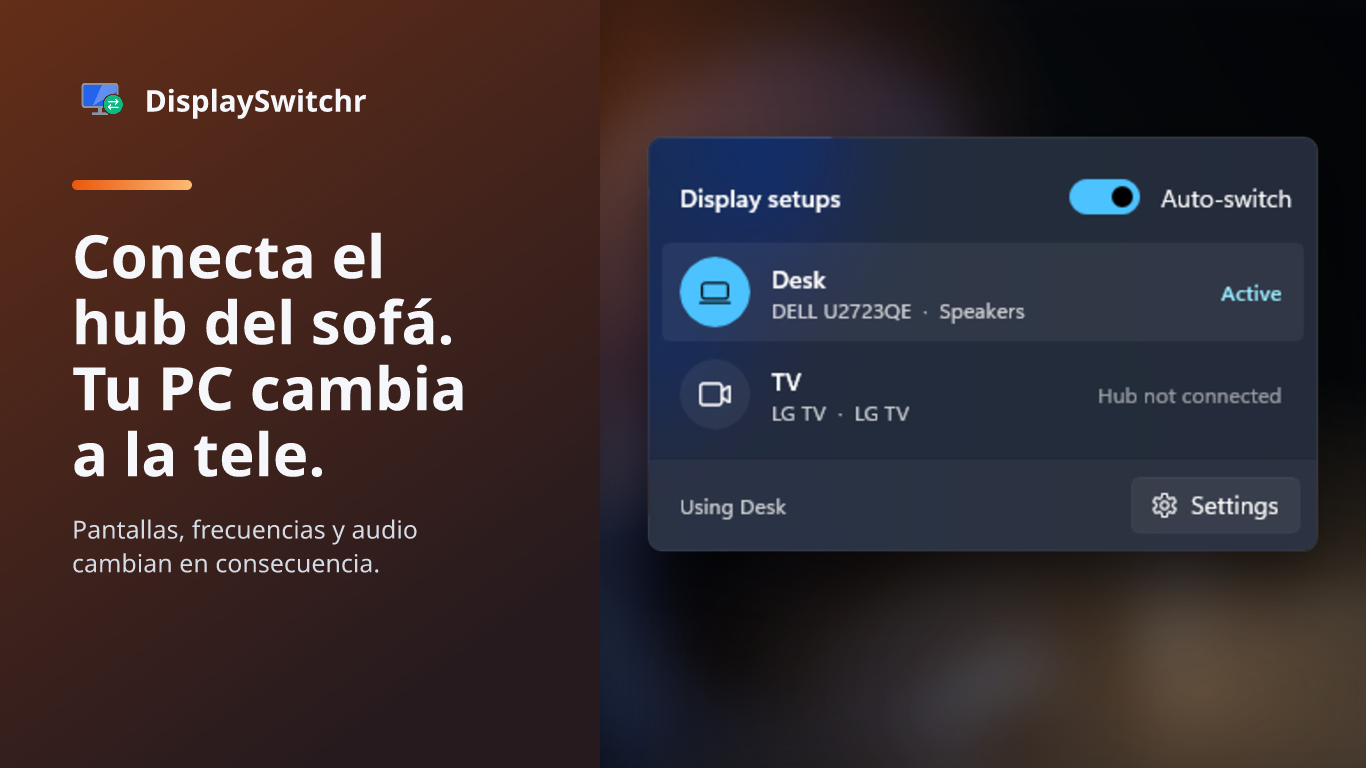 DisplaySwitchr
Conecta el
hub del sofá.
Tu PC cambia
a la tele.
Pantallas, frecuencias y audio
cambian en consecuencia.
Display setups
Auto-switch
Desk
DELL U2723QE · Speakers
Active
TV
LG TV · LG TV
Hub not connected
Using Desk
Settings